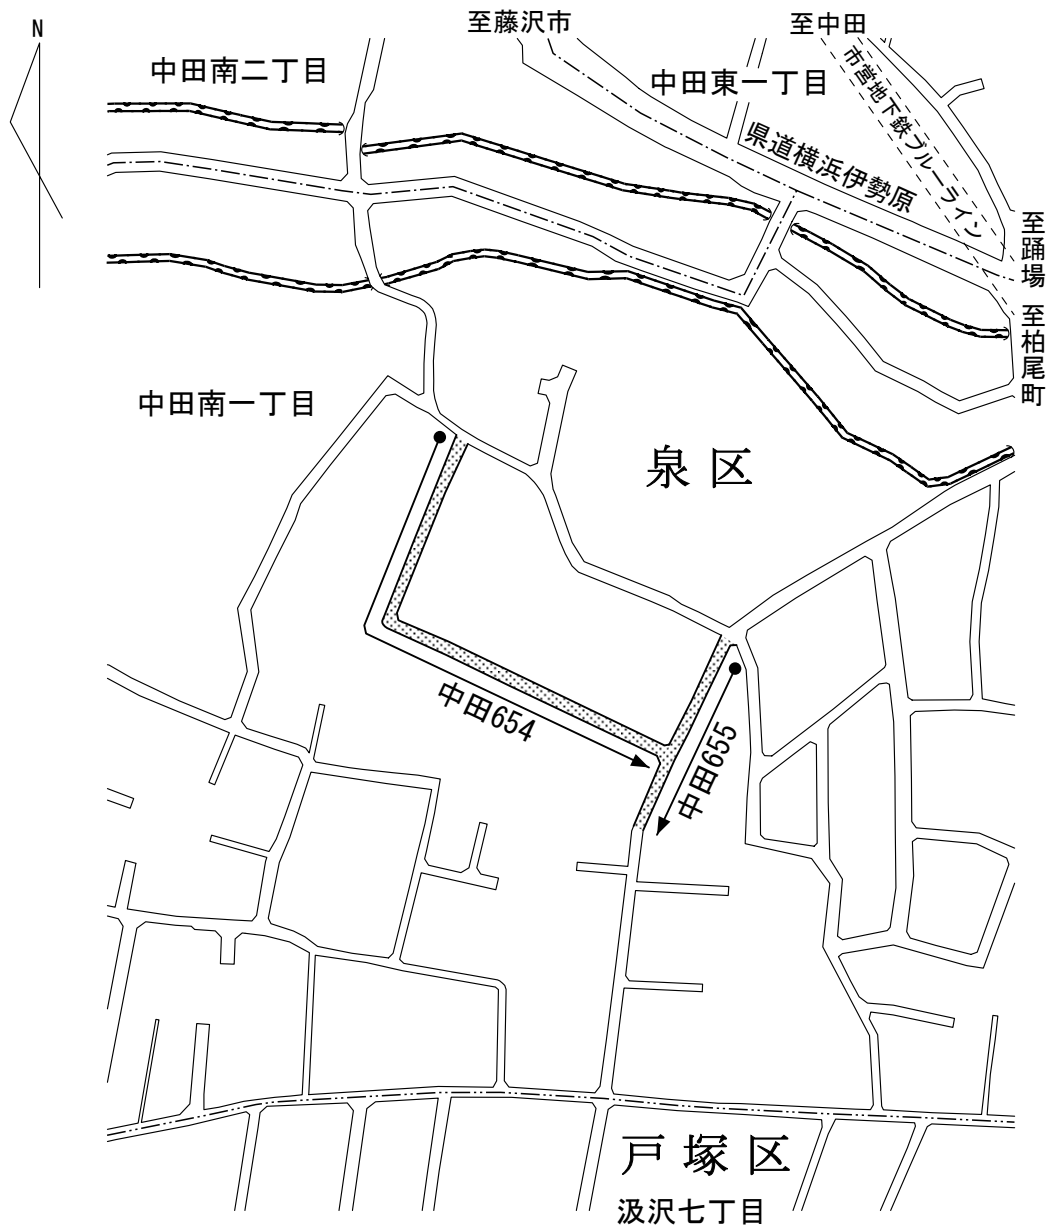 N
至藤沢市
至中田
中田南二丁目
中田東一丁目
市営地下鉄ブルーライン
県道横浜伊勢原
至踊場
至柏尾町
中田南一丁目
泉区
中田654
中田655
戸塚区
汲沢七丁目